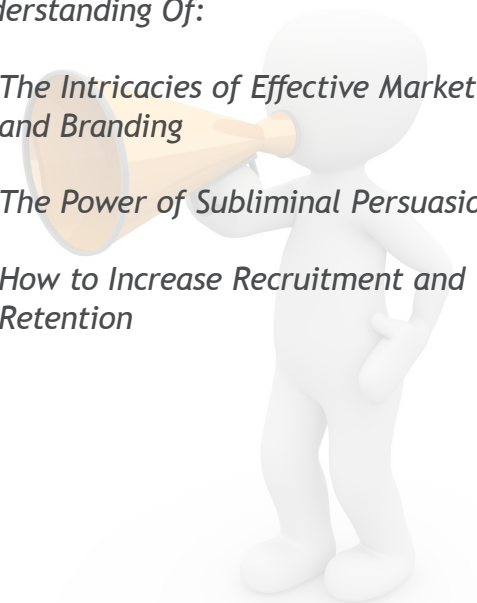 derstanding Of:
The Intricacies of Effective Market
and Branding
The Power of Subliminal Persuasio
How to Increase Recruitment and
Retention